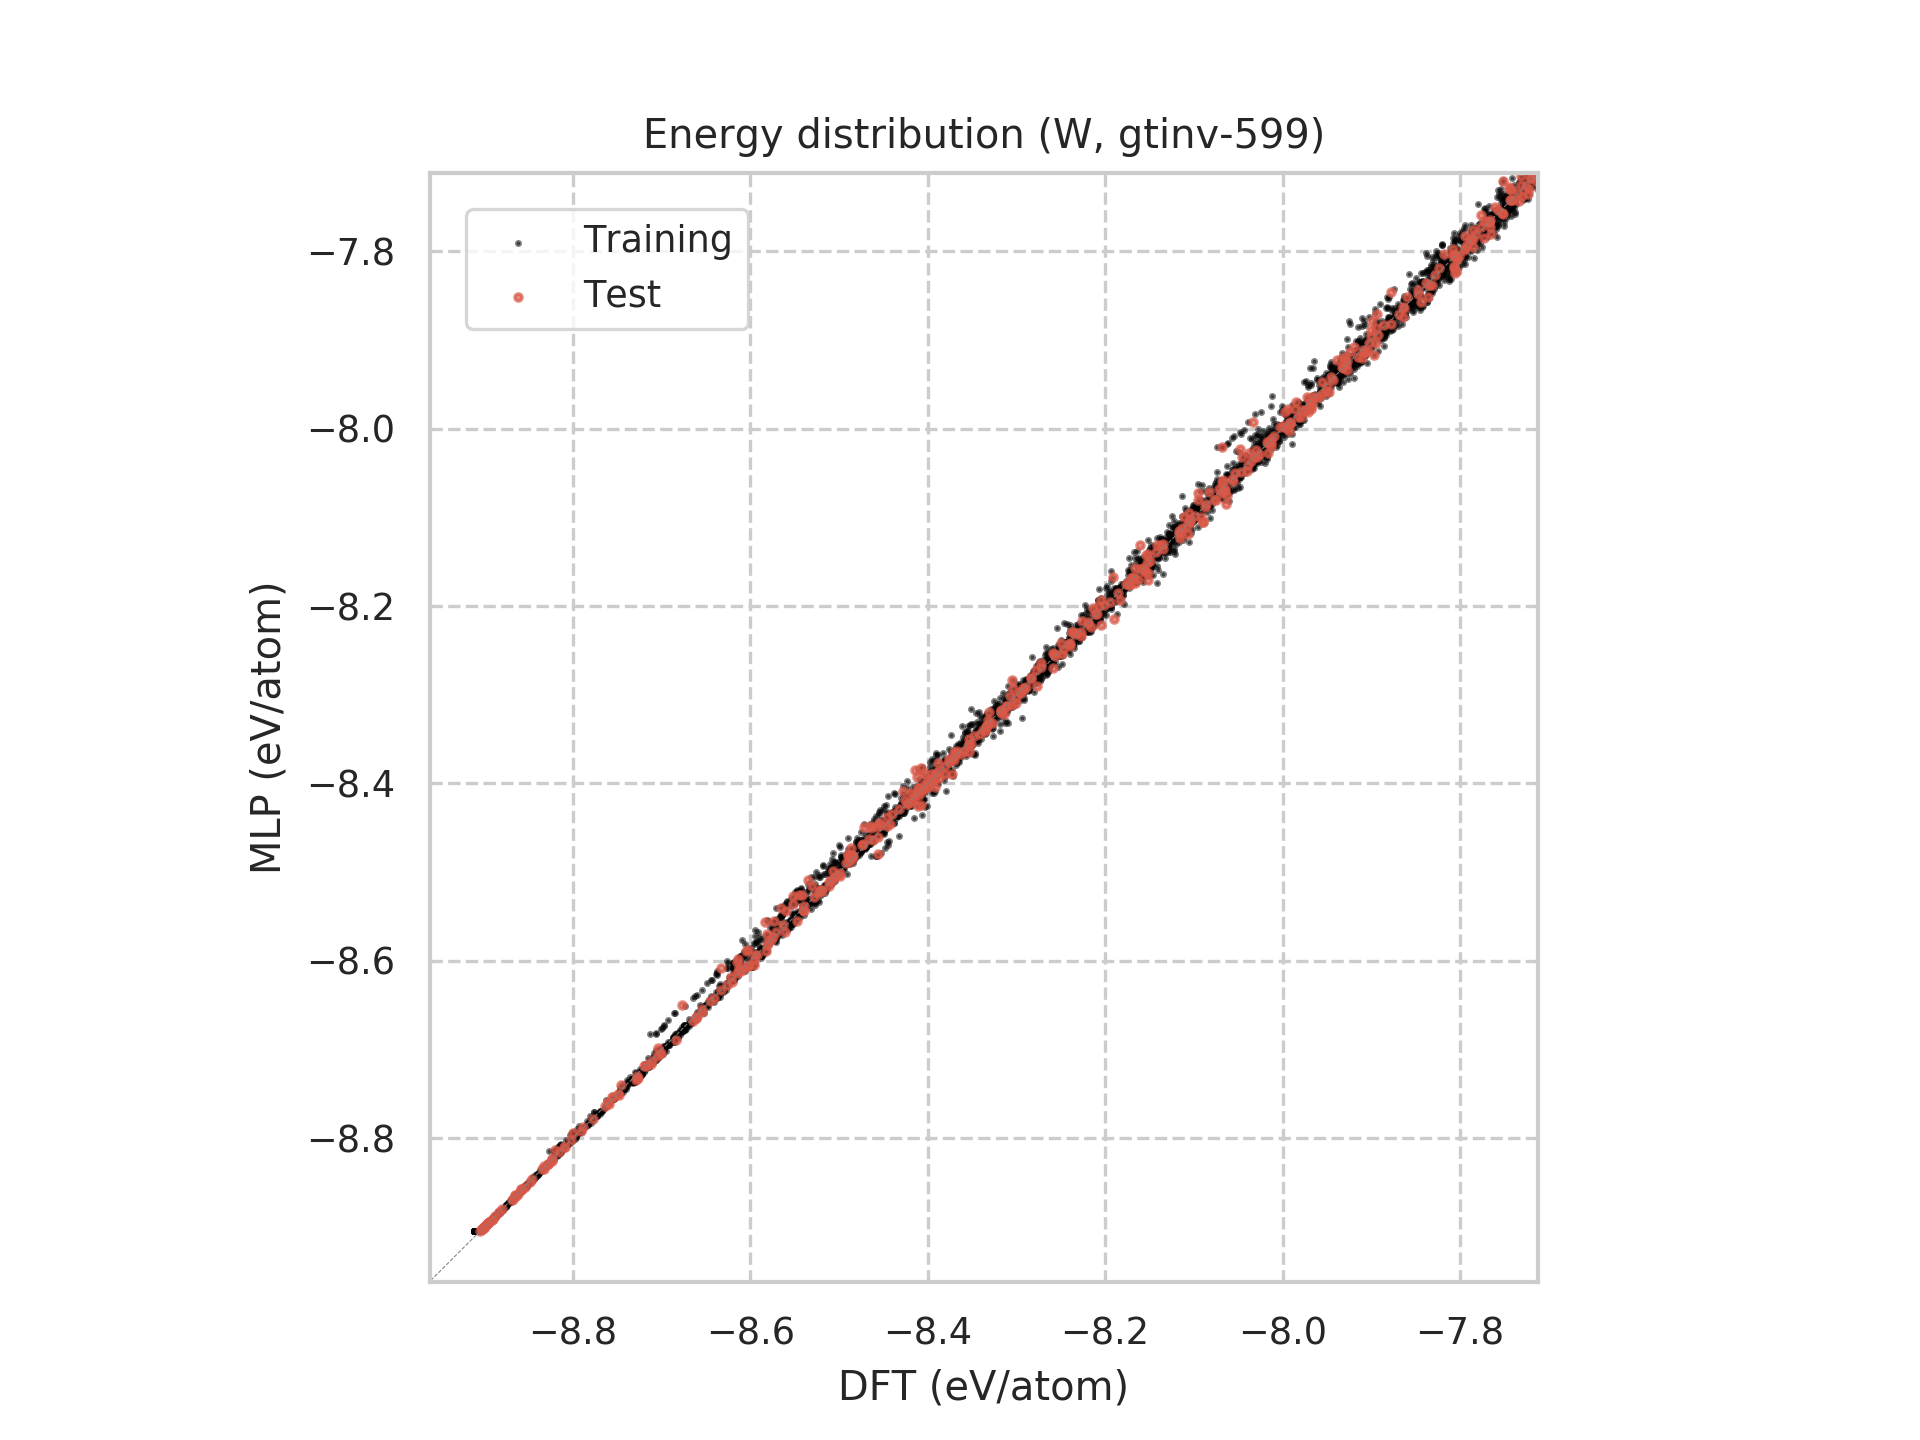 Energy distribution (W, gtinv-599)
Training
Test
MLP (eV/atom)
−7.8
−8.0
−8.2
−8.4
−8.6
−8.8
−8.8 −8.6 −8.4 −8.2 −8.0 −7.8
DFT (eV/atom)